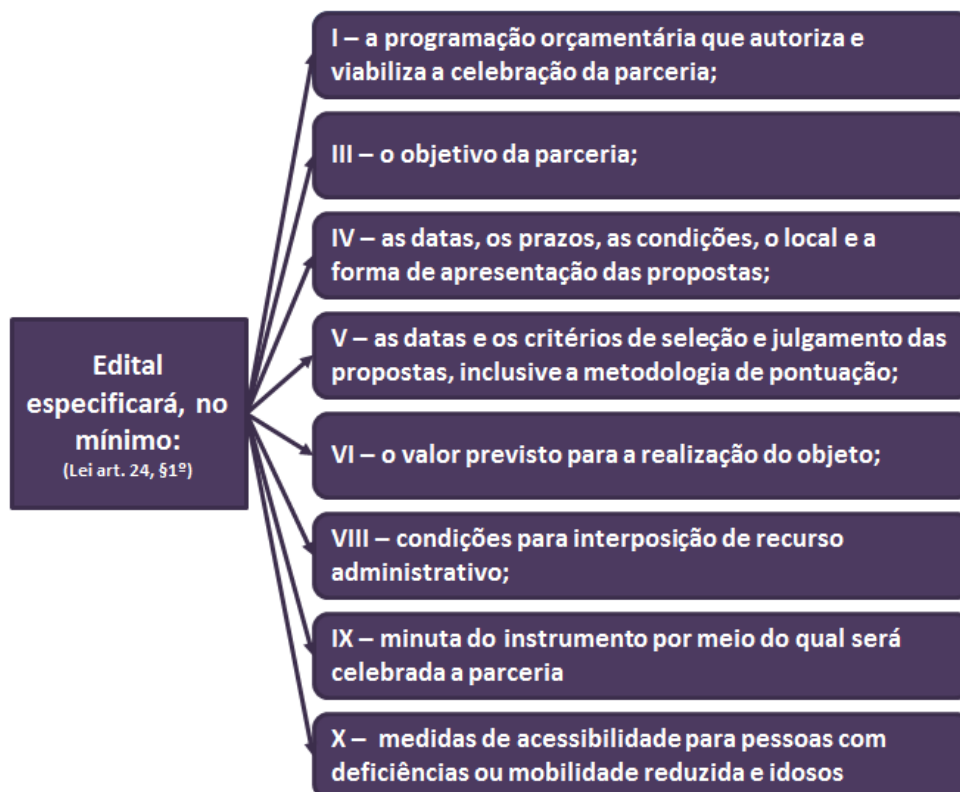 Edital
especificará, no
mínimo:
(Lei art. 24, §1º)
I – a programação orçamentária que autoriza e
viabiliza a celebração da parceria;
III – o objetivo da parceria;
IV – as datas, os prazos, as condições, o local e a
forma de apresentação das propostas;
V – as datas e os critérios de seleção e julgamento das
propostas, inclusive a metodologia de pontuação;
VI – o valor previsto para a realização do objeto;
VIII – condições para interposição de recurso
administrativo;
IX – minuta do instrumento por meio do qual será
celebrada a parceria
X – medidas de acessibilidade para pessoas com
deficiências ou mobilidade reduzida e idosos